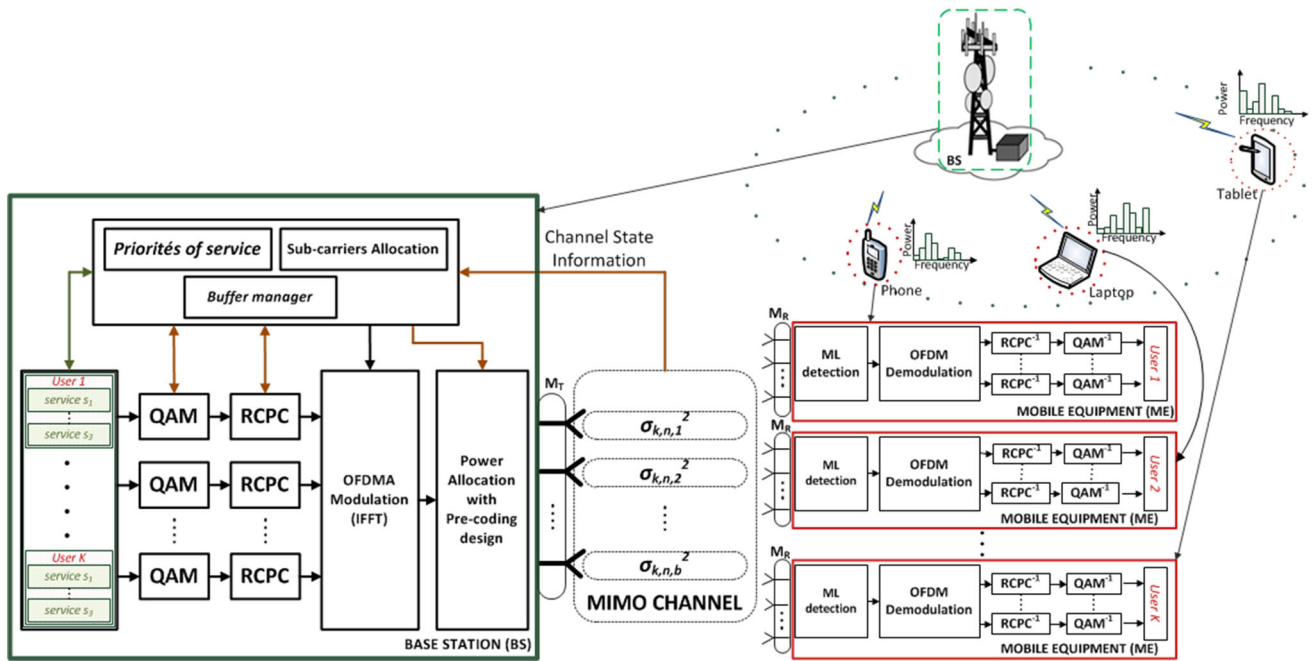 BS
Power
Frequency
Tablet
Power
Frequency
Phone
Power
Frequency
Laptop
Priorités of service
Sub-carriers Allocation
Buffer manager
Channel State
Information
User 1
service s1
service s3
User K
service s1
service s3
QAM
RCPC
QAM
RCPC
QAM
RCPC
OFDMA
Modulation
(IFFT)
Power
Allocation
with
Pre-coding
design
BASE STATION (BS)
MT
σk,n,1²
σk,n,2²
σk,n,b²
MIMO CHANNEL
MR
ML
detection
OFDM
Demodulation
RCPC⁻¹
QAM⁻¹
RCPC⁻¹
QAM⁻¹
User 1
MOBILE EQUIPMENT (ME)
MR
ML
detection
OFDM
Demodulation
RCPC⁻¹
QAM⁻¹
RCPC⁻¹
QAM⁻¹
User 2
MOBILE EQUIPMENT (ME)
MR
ML
detection
OFDM
Demodulation
RCPC⁻¹
QAM⁻¹
RCPC⁻¹
QAM⁻¹
User K
MOBILE EQUIPMENT (ME)